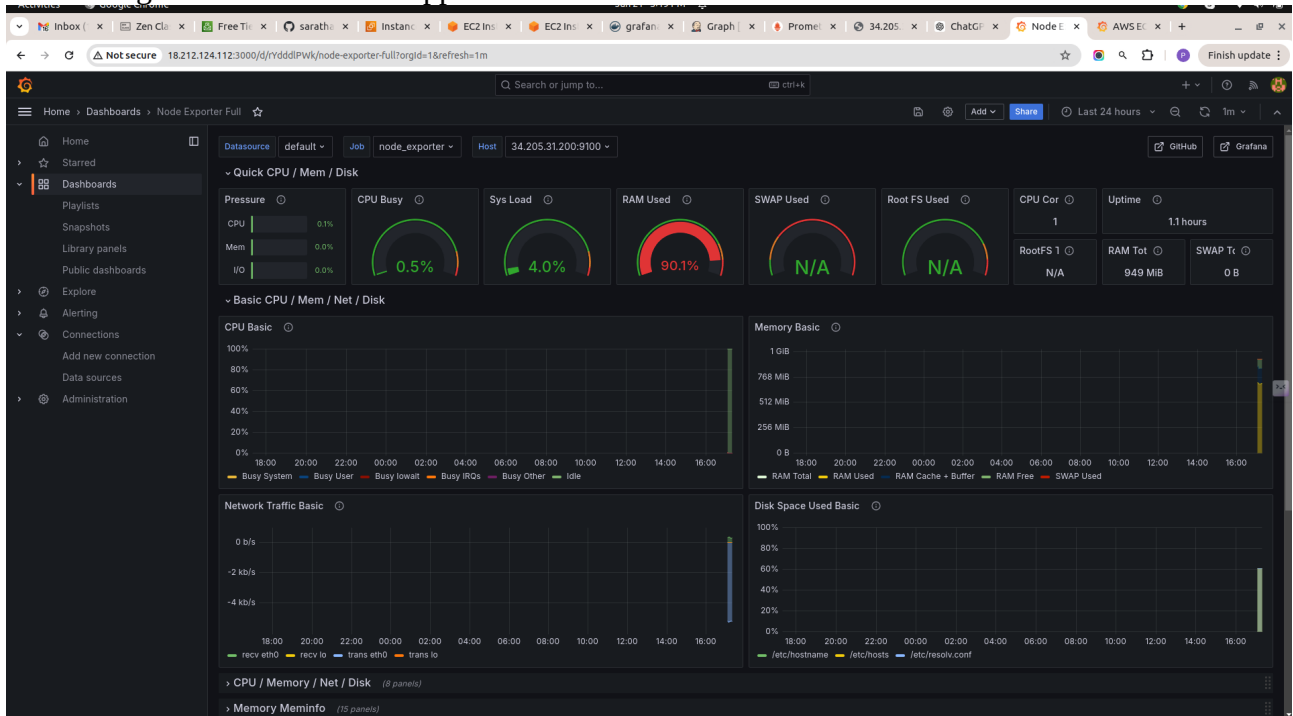 Activities Google Chrome
Inbox ( Zen Cla Free Tie saratha Instanc EC2 Ins EC2 Ins grafan Graph Promet 34.205. ChatGP Node E AWS EC
Not secure 18.212.124.112:3000/d/rYdddlPWk/node-exporter-full?orgId=1&refresh=1m Finish update
Search or jump to... ctrl+k
Home › Dashboards › Node Exporter Full Add Share Last 24 hours 1m
Home
Starred
Dashboards
Playlists
Snapshots
Library panels
Public dashboards
Explore
Alerting
Connections
Add new connection
Data sources
Administration
Datasource default Job node_exporter Host 34.205.31.200:9100 GitHub Grafana
Quick CPU / Mem / Disk
Pressure CPU Busy Sys Load RAM Used SWAP Used Root FS Used CPU Cor Uptime
CPU 0.1%
Mem 0.0%
I/O 0.0%
0.5% 4.0% 90.1% N/A N/A
1 1.1 hours
RootFS T RAM Tot SWAP Tc
N/A 949 MiB 0 B
Basic CPU / Mem / Net / Disk
CPU Basic
100%
80%
60%
40%
20%
0%
18:00 20:00 22:00 00:00 02:00 04:00 06:00 08:00 10:00 12:00 14:00 16:00
Busy System Busy User Busy Iowait Busy IRQs Busy Other Idle
Memory Basic
1 GiB
768 MiB
512 MiB
256 MiB
0 B
18:00 20:00 22:00 00:00 02:00 04:00 06:00 08:00 10:00 12:00 14:00 16:00
RAM Total RAM Used RAM Cache + Buffer RAM Free SWAP Used
Network Traffic Basic
0 b/s
-2 kb/s
-4 kb/s
18:00 20:00 22:00 00:00 02:00 04:00 06:00 08:00 10:00 12:00 14:00 16:00
recv eth0 recv lo trans eth0 trans lo
Disk Space Used Basic
100%
80%
60%
40%
20%
0%
18:00 20:00 22:00 00:00 02:00 04:00 06:00 08:00 10:00 12:00 14:00 16:00
/etc/hostname /etc/hosts /etc/resolv.conf
CPU / Memory / Net / Disk (8 panels)
Memory Meminfo (15 panels)